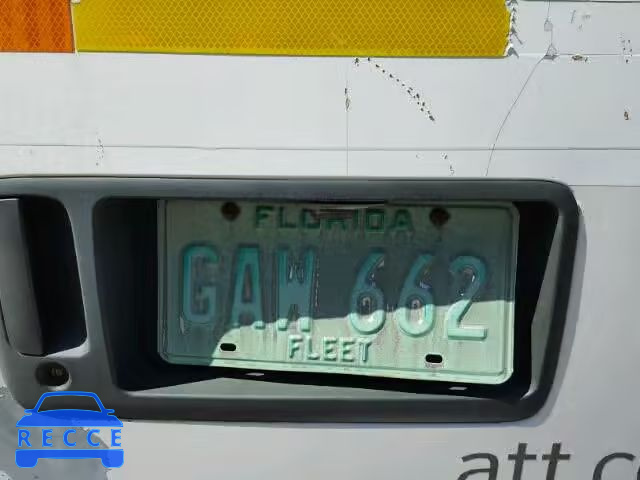 FLORIDA
GAW 662
FLEET
RECCE
att.c